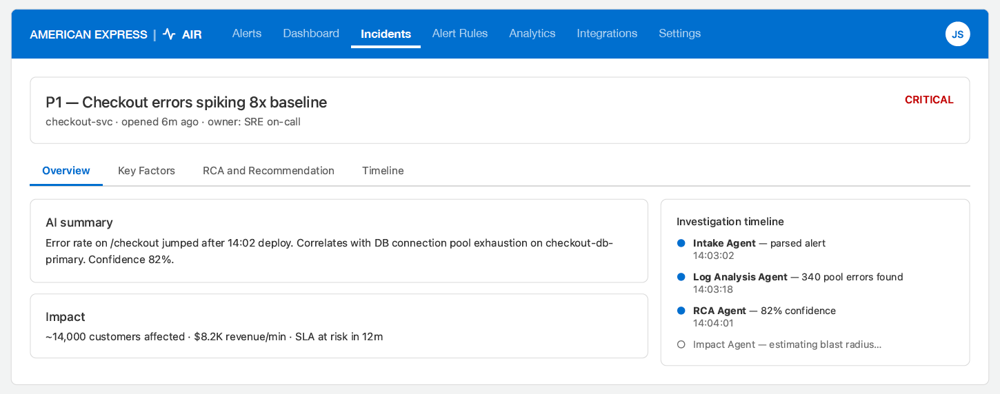 AMERICAN EXPRESS | AIR Alerts Dashboard Incidents Alert Rules Analytics Integrations Settings JS
P1 — Checkout errors spiking 8x baseline
CRITICAL
checkout-svc · opened 6m ago · owner: SRE on-call
Overview Key Factors RCA and Recommendation Timeline
AI summary
Error rate on /checkout jumped after 14:02 deploy. Correlates with DB connection pool exhaustion on checkout-db-
primary. Confidence 82%.
Impact
~14,000 customers affected · $8.2K revenue/min · SLA at risk in 12m
Investigation timeline
Intake Agent — parsed alert
14:03:02
Log Analysis Agent — 340 pool errors found
14:03:18
RCA Agent — 82% confidence
14:04:01
Impact Agent — estimating blast radius...